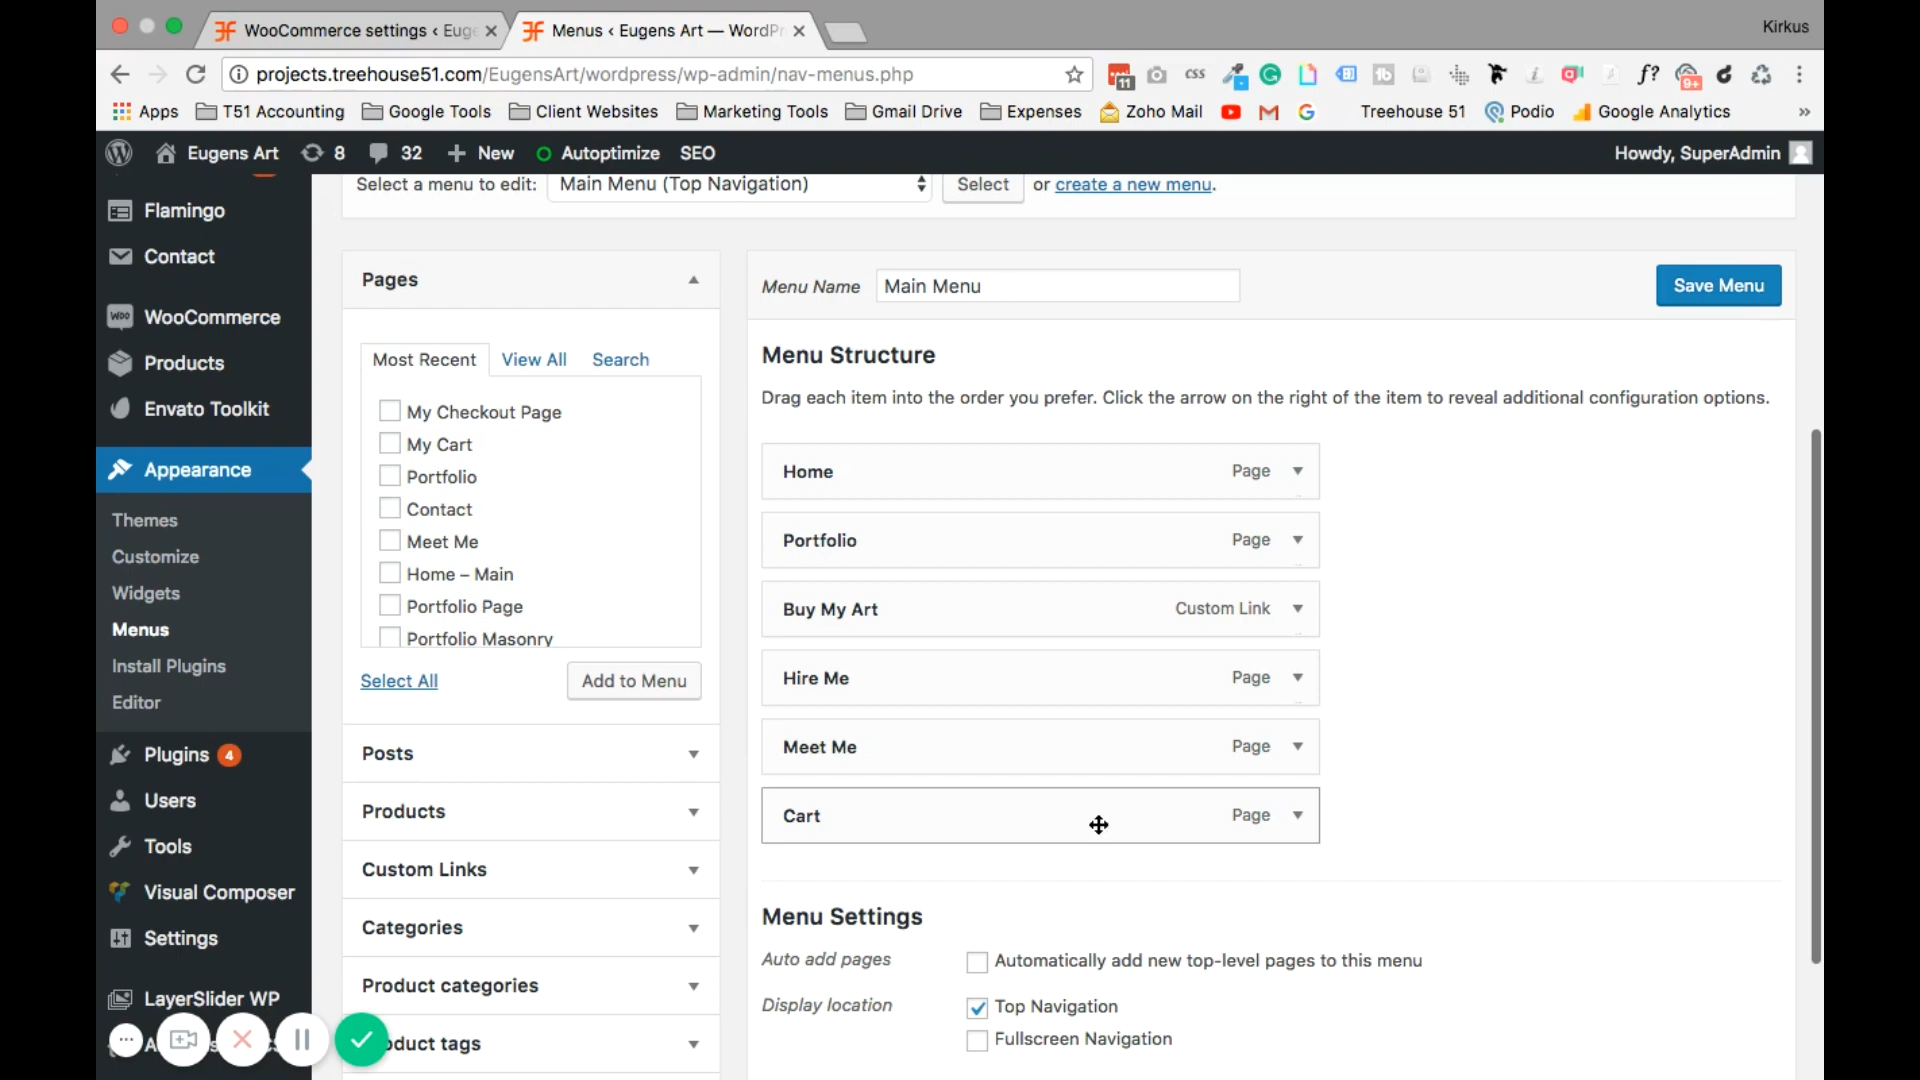 WooCommerce settings ‹ Euge
Menus ‹ Eugens Art — WordPr
Kirkus
projects.treehouse51.com/EugensArt/wordpress/wp-admin/nav-menus.php
11
css
f?
9+
Apps
T51 Accounting
Google Tools
Client Websites
Marketing Tools
Gmail Drive
Expenses
Zoho Mail
Treehouse 51
Podio
Google Analytics
»
Eugens Art
8
32
New
Autoptimize
SEO
Howdy, SuperAdmin
Flamingo
Contact
WooCommerce
Products
Envato Toolkit
Appearance
Themes
Customize
Widgets
Menus
Install Plugins
Editor
Plugins 4
Users
Tools
Visual Composer
Settings
LayerSlider WP
Select a menu to edit: Main Menu (Top Navigation) Select or create a new menu.
Pages
Most Recent View All Search
My Checkout Page
My Cart
Portfolio
Contact
Meet Me
Home – Main
Portfolio Page
Portfolio Masonry
Select All Add to Menu
Posts
Products
Custom Links
Categories
Product categories
duct tags
Menu Name Main Menu Save Menu
Menu Structure
Drag each item into the order you prefer. Click the arrow on the right of the item to reveal additional configuration options.
Home Page
Portfolio Page
Buy My Art Custom Link
Hire Me Page
Meet Me Page
Cart Page
Menu Settings
Auto add pages Automatically add new top-level pages to this menu
Display location Top Navigation
Fullscreen Navigation